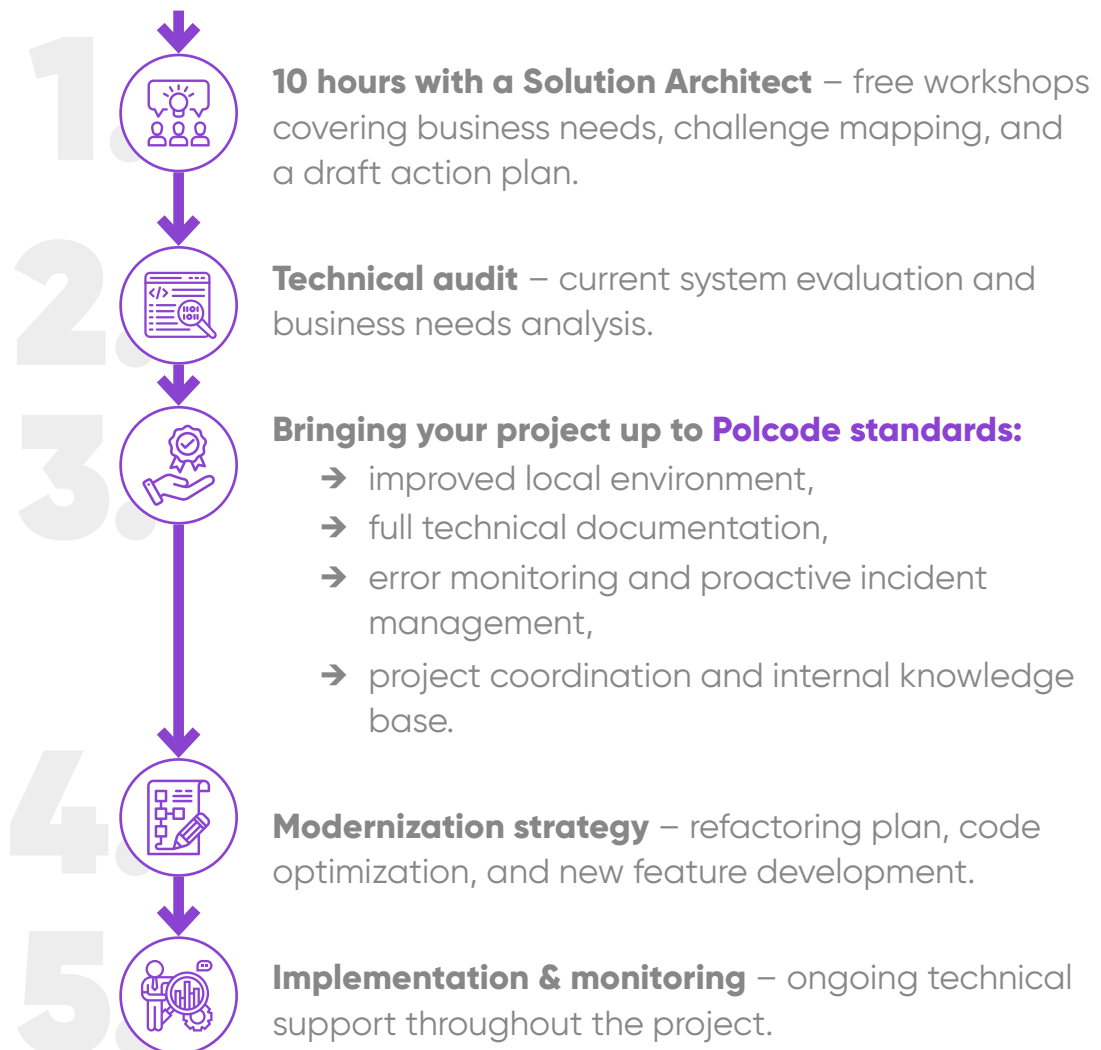 1.
10 hours with a Solution Architect – free workshops
covering business needs, challenge mapping, and
a draft action plan.
2.
</>
1101
1011
Technical audit – current system evaluation and
business needs analysis.
3.
Bringing your project up to Polcode standards:
→ improved local environment,
→ full technical documentation,
→ error monitoring and proactive incident
management,
→ project coordination and internal knowledge
base.
4.
Modernization strategy – refactoring plan, code
optimization, and new feature development.
5.
Implementation & monitoring – ongoing technical
support throughout the project.